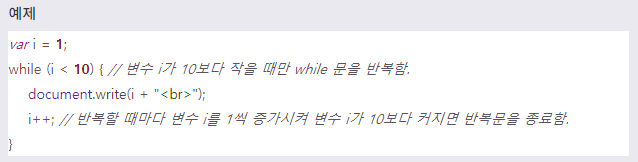 예제
var i = 1;
while (i < 10) { // 변수 i가 10보다 작을 때만 while 문을 반복함.
document.write(i + "<br>");
i++; // 반복할 때마다 변수 i를 1씩 증가시켜 변수 i가 10보다 커지면 반복문을 종료함.
}